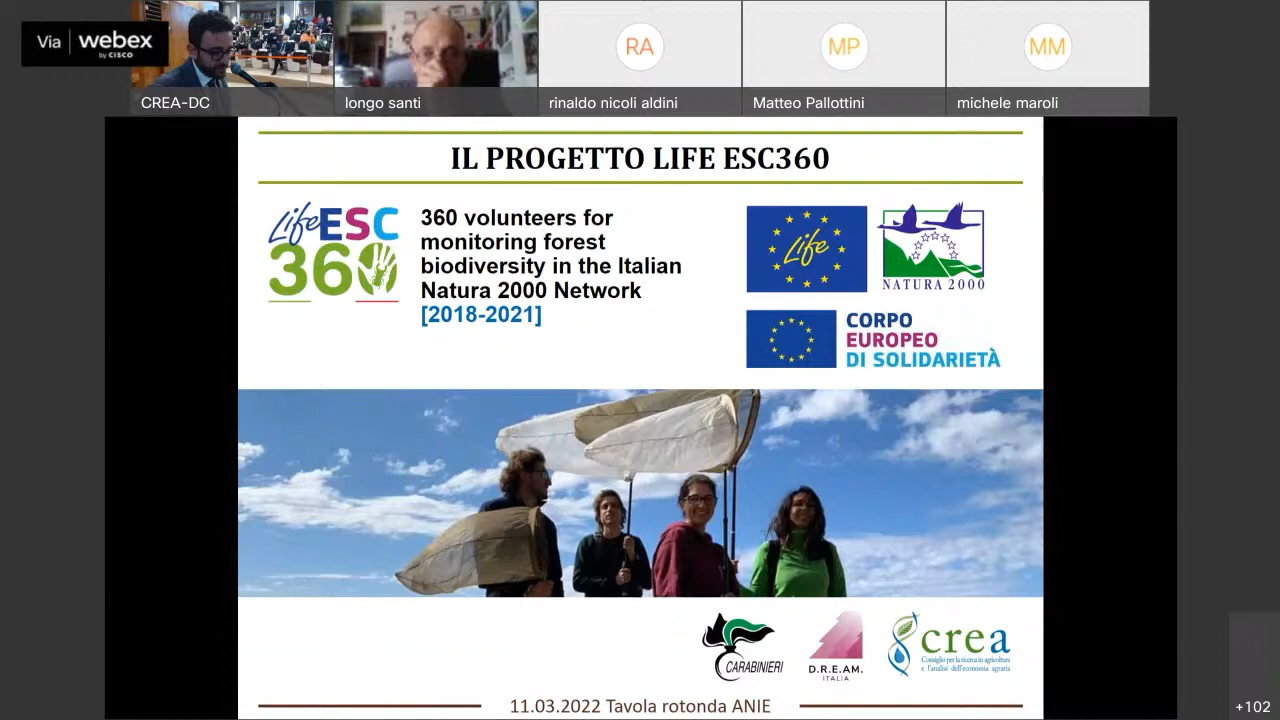 Via webex
by CISCO
RA
MP
MM
CREA-DC
longo santi
rinaldo nicoli aldini
Matteo Pallottini
michele maroli
IL PROGETTO LIFE ESC360
Life ESC
360
360 volunteers for
monitoring forest
biodiversity in the Italian
Natura 2000 Network
[2018-2021]
Life
NATURA 2000
CORPO
EUROPEO
DI SOLIDARIETÀ
CARABINIERI
D.R.E.AM.
ITALIA
crea
Consiglio per la ricerca in agricoltura
e l'analisi dell'economia agraria
11.03.2022 Tavola rotonda ANIE
+102